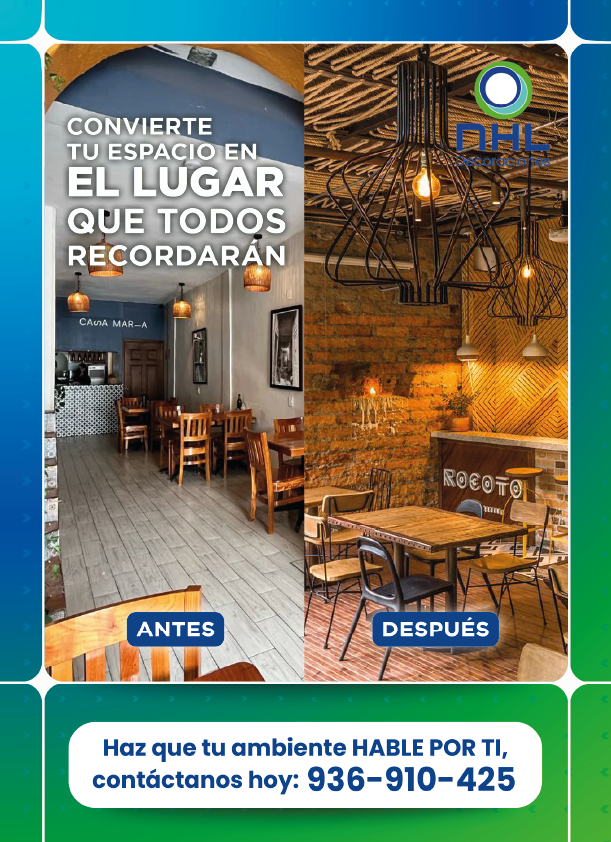 CONVIERTE
TU ESPACIO EN
EL LUGAR
QUE TODOS
RECORDARÁN
NHL
Decoraciones
CASA MAR—A
ROCOTO
ANTES
DESPUÉS
Haz que tu ambiente HABLE POR TI,
contáctanos hoy: 936-910-425